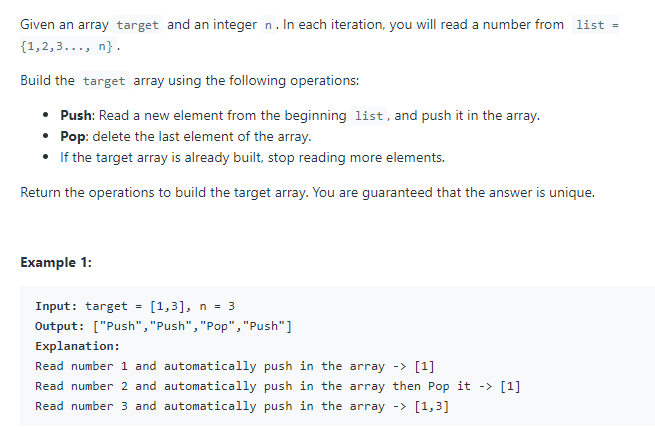 Given an array target and an integer n. In each iteration, you will read a number from list =
{1,2,3..., n}.
Build the target array using the following operations:
• Push: Read a new element from the beginning list, and push it in the array.
• Pop: delete the last element of the array.
• If the target array is already built, stop reading more elements.
Return the operations to build the target array. You are guaranteed that the answer is unique.
Example 1:
Input: target = [1,3], n = 3
Output: ["Push","Push","Pop","Push"]
Explanation:
Read number 1 and automatically push in the array -> [1]
Read number 2 and automatically push in the array then Pop it -> [1]
Read number 3 and automatically push in the array -> [1,3]